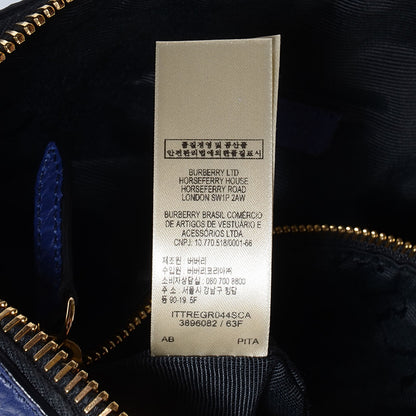 품질경영 및 공산품
안전관리법에의한 품질표시
BURBERRY LTD
HORSEFERRY HOUSE
HORSEFERRY ROAD
LONDON SW1P 2AW
BURBERRY BRASIL COMÉRCIO
DE ARTIGOS DE VESTUÁRIO E
ACESSÓRIOS LTDA.
CNPJ: 10.770.518/0001-66
제조원 : 버버리
수입원 : 버버리코리아㈜
소비자상담실 : 080 700 8800
주소 : 서울시 강남구 청담
동 90-19. 5F
ITTREGR044SCA
3896082 / 63F
AB PITA